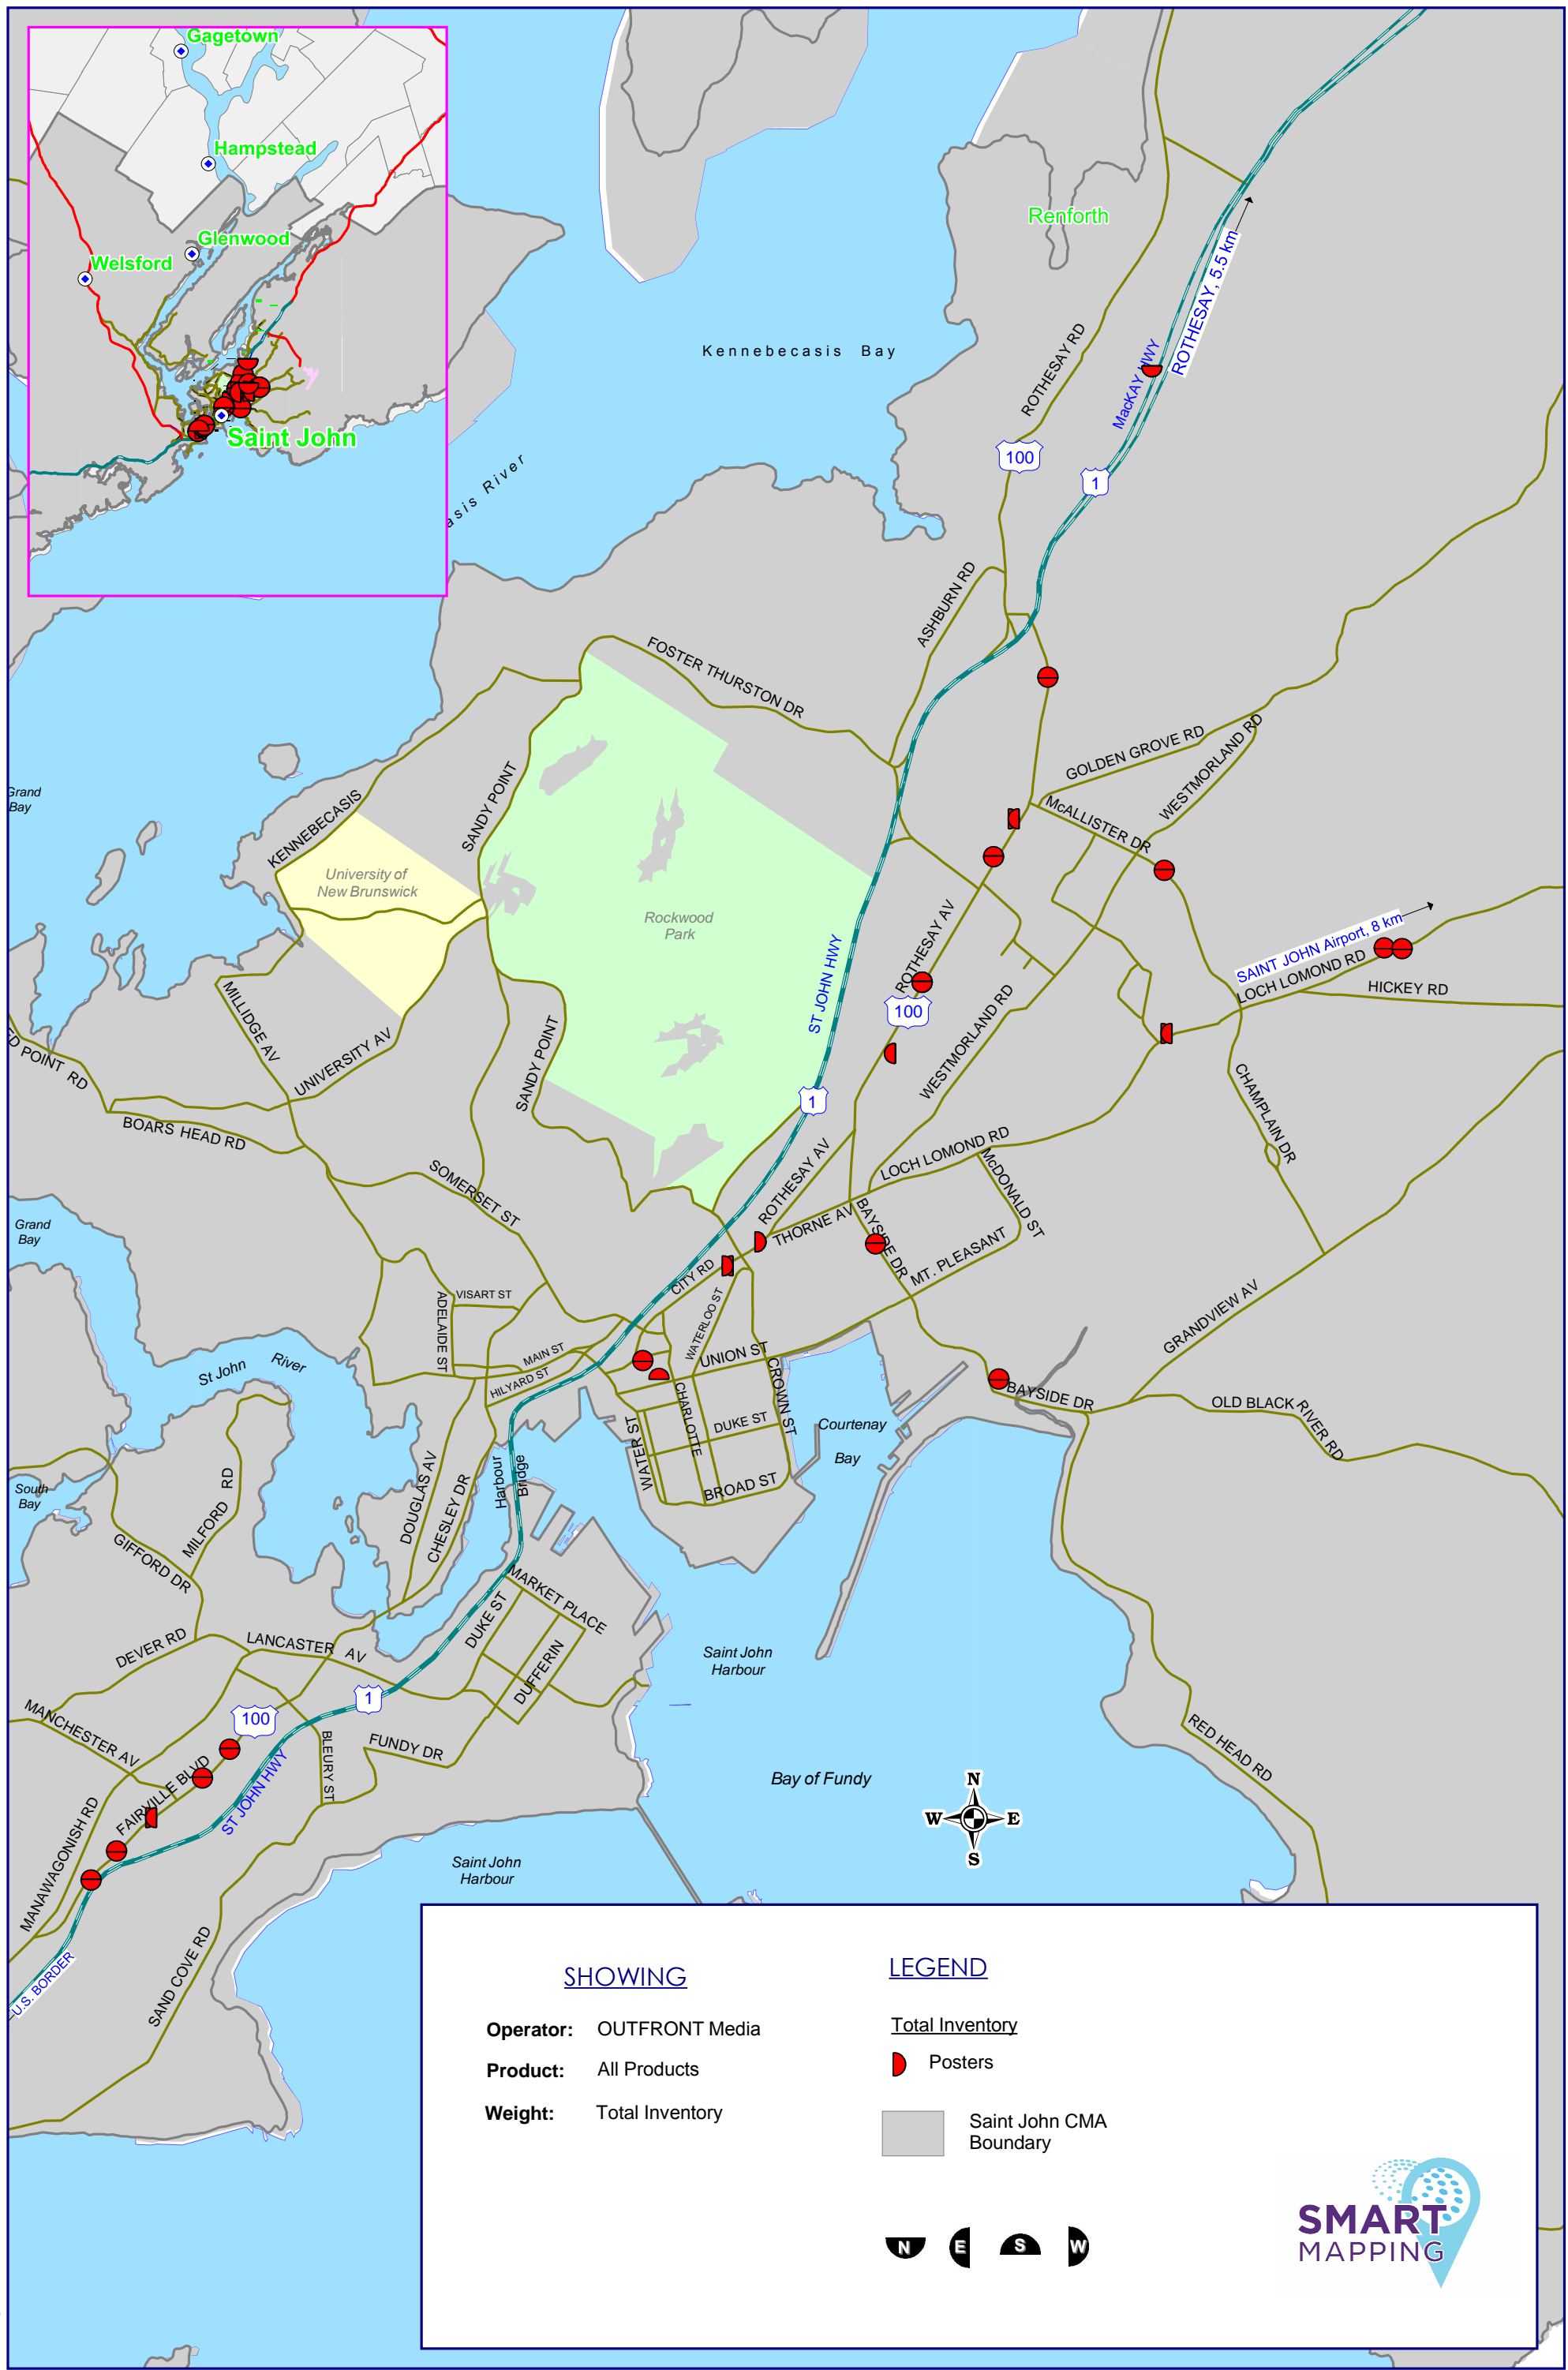 Gagetown
Hampstead
Glenwood
Welsford
Saint John
Renforth
ROTHESAY, 5.5 km
MacKAY HWY
ROTHESAY RD
Kennebecasis Bay
100
1
asis River
ASHBURN RD
FOSTER THURSTON DR
GOLDEN GROVE RD
WESTMORLAND RD
McALLISTER DR
Grand
Bay
KENNEBECASIS
SANDY POINT
University of
New Brunswick
Rockwood
Park
ROTHESAY AV
ST JOHN HWY
SAINT JOHN Airport, 8 km
LOCH LOMOND RD
HICKEY RD
100
WESTMORLAND RD
MILLIDGE AV
UNIVERSITY AV
SANDY POINT
ED POINT RD
BOARS HEAD RD
1
CHAMPLAIN DR
SOMERSET ST
ROTHESAY AV
LOCH LOMOND RD
McDONALD ST
THORNE AV
BAYSIDE DR
MT. PLEASANT
Grand
Bay
CITY RD
VISART ST
ADELAIDE ST
WATERLOO ST
GRANDVIEW AV
MAIN ST
HILYARD ST
UNION ST
CROWN ST
St John River
CHARLOTTE
DUKE ST
WATER ST
BROAD ST
Courtenay
Bay
BAYSIDE DR
OLD BLACK RIVER RD
South
Bay
MILFORD RD
GIFFORD DR
DOUGLAS AV
CHESLEY DR
Harbour
Bridge
MARKET PLACE
DUKE ST
DUFFERIN
DEVER RD
LANCASTER AV
Saint John
Harbour
1
100
MANCHESTER AV
FAIRVILLE BLVD
BLEURY ST
FUNDY DR
ST JOHN HWY
RED HEAD RD
Bay of Fundy
N
W E
S
MANAWAGONISH RD
Saint John
Harbour
SAND COVE RD
U.S. BORDER
SHOWING
Operator: OUTFRONT Media
Product: All Products
Weight: Total Inventory
LEGEND
Total Inventory
Posters
Saint John CMA
Boundary
N E S W
SMART
MAPPING